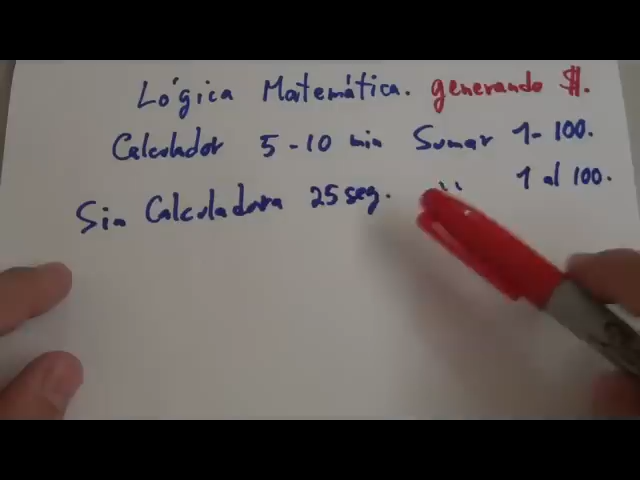 Lógica Matemática. generando $.
Calculador 5-10 min Sumar 1-100.
Sin Calculadora 25 seg. " 1 al 100.